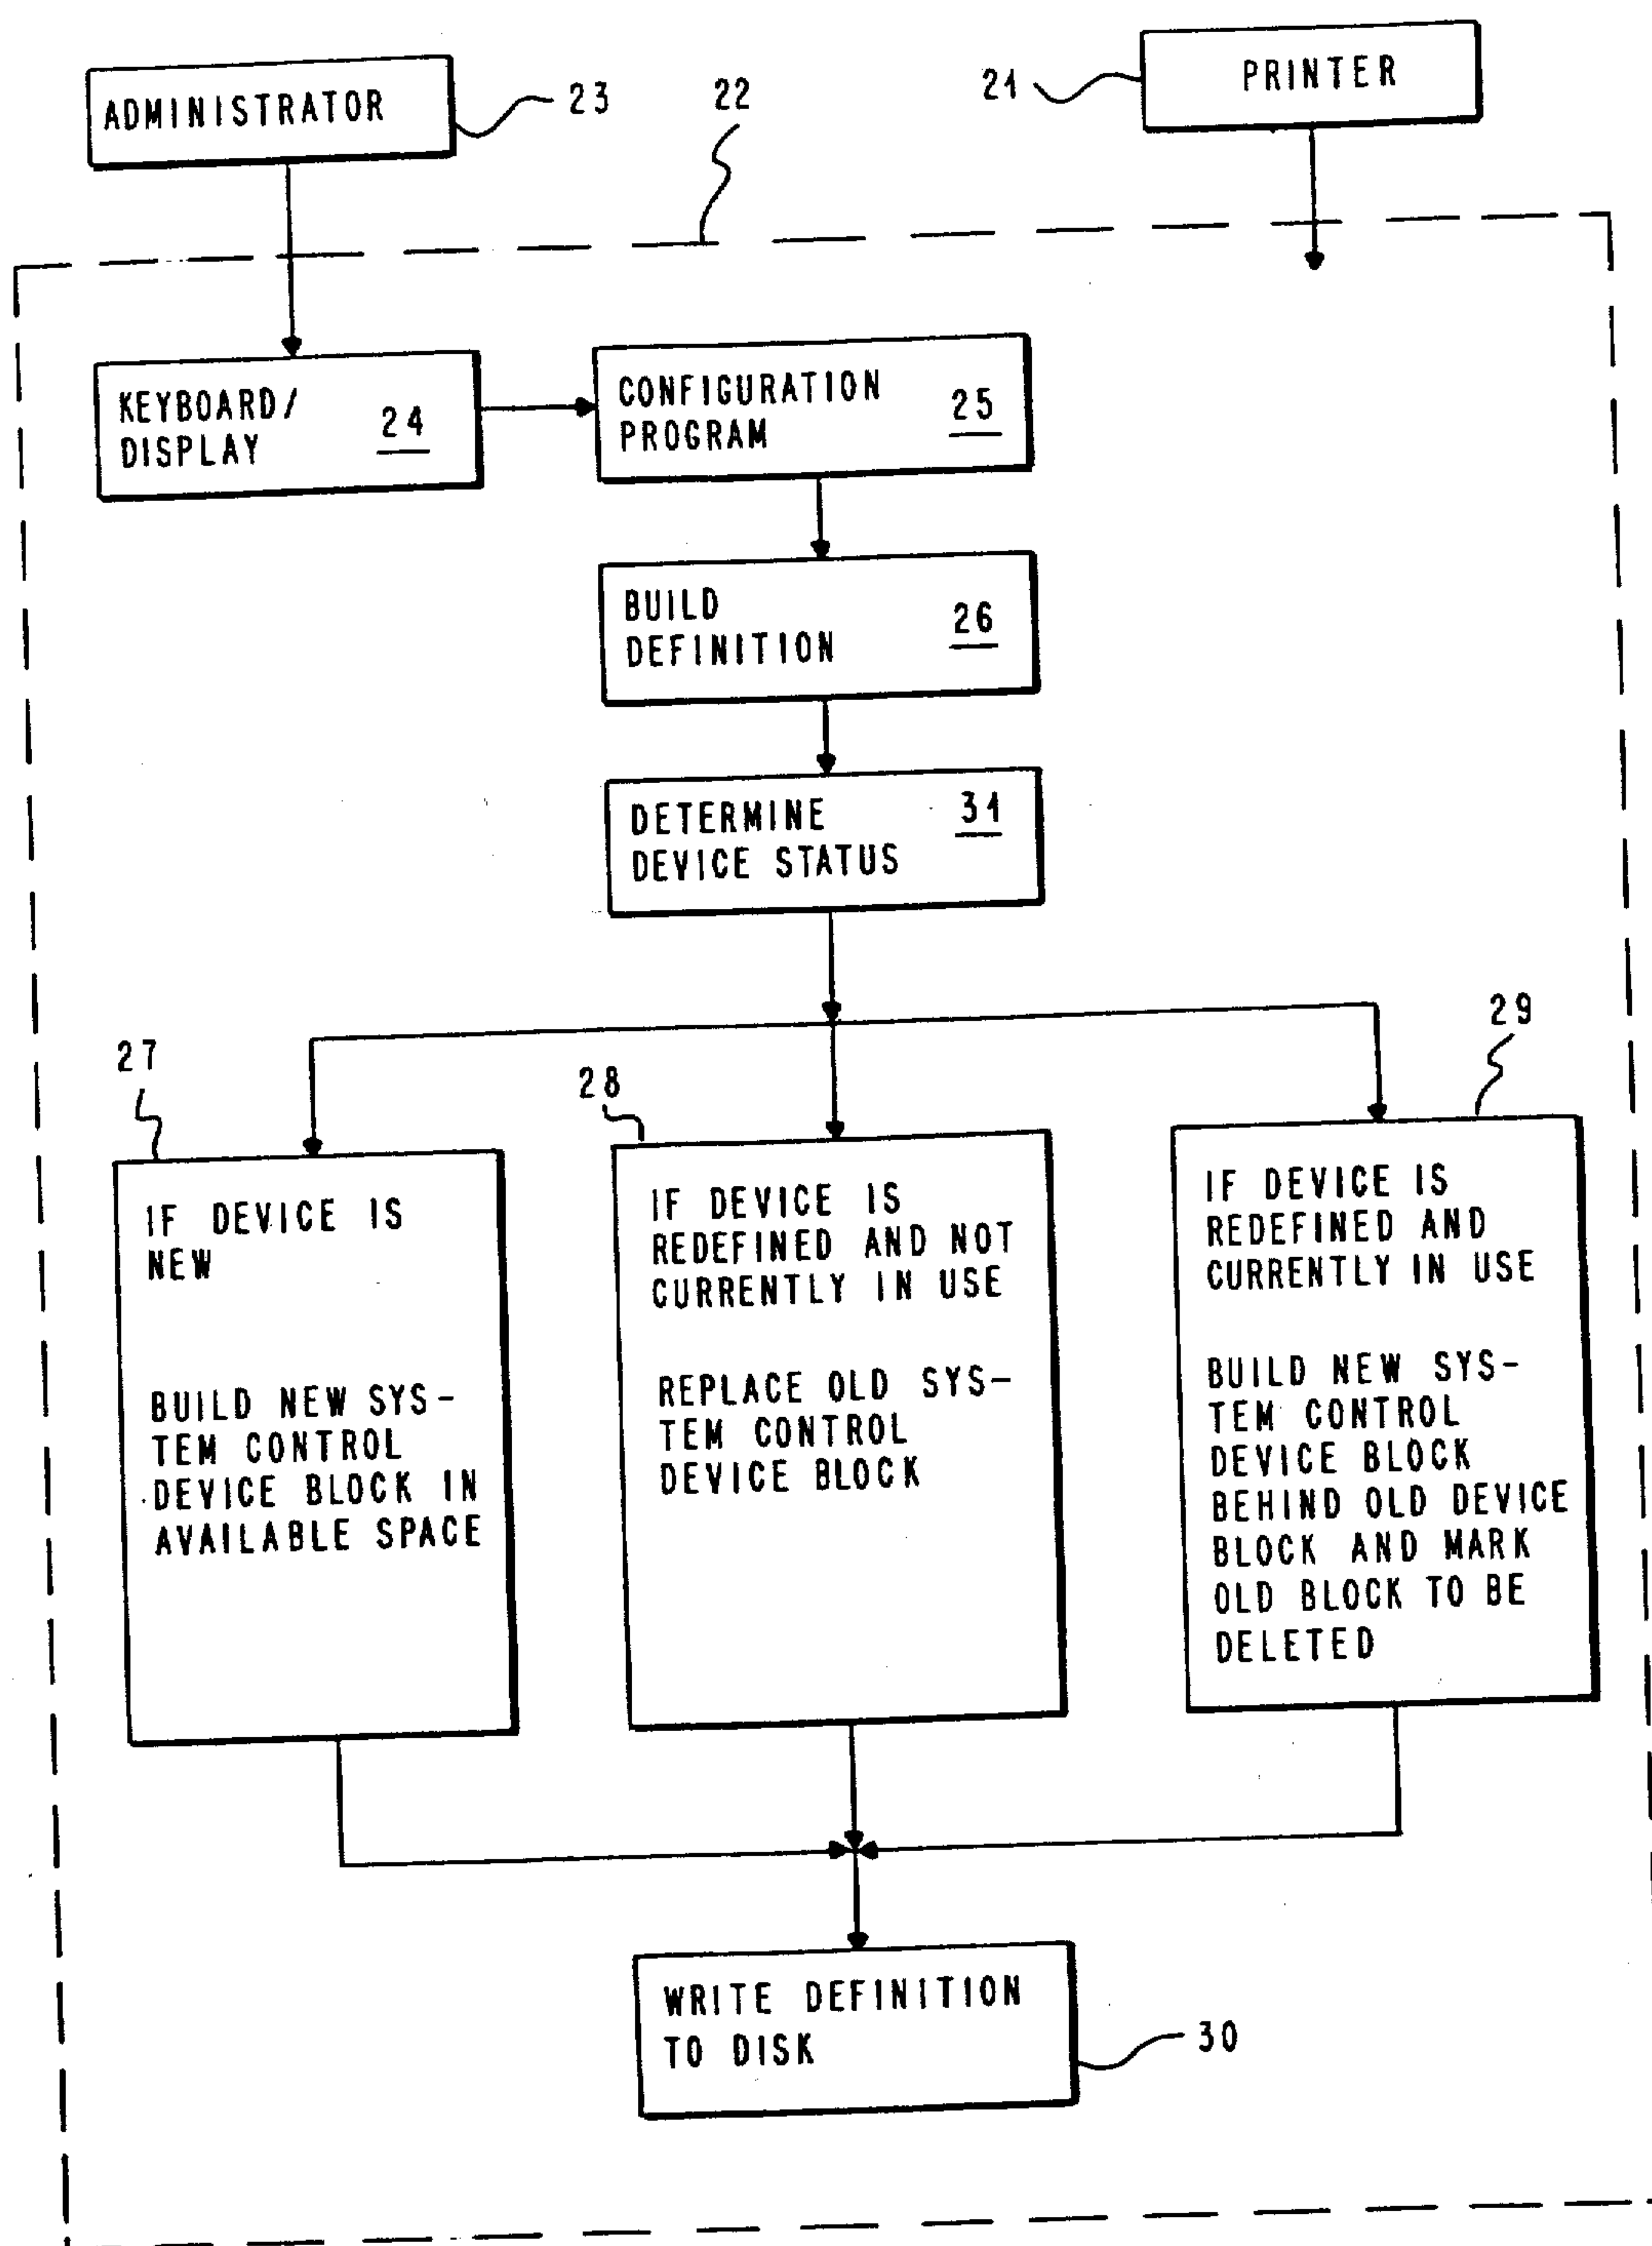 ADMINISTRATOR
23
22
21
PRINTER
KEYBOARD/
DISPLAY
24
CONFIGURATION
PROGRAM
25
BUILD
DEFINITION
26
DETERMINE
DEVICE STATUS
31
27
28
29
IF DEVICE IS
NEW
BUILD NEW SYS-
TEM CONTROL
DEVICE BLOCK IN
AVAILABLE SPACE
IF DEVICE IS
REDEFINED AND NOT
CURRENTLY IN USE
REPLACE OLD SYS-
TEM CONTROL
DEVICE BLOCK
IF DEVICE IS
REDEFINED AND
CURRENTLY IN USE
BUILD NEW SYS-
TEM CONTROL
DEVICE BLOCK
BEHIND OLD DEVICE
BLOCK AND MARK
OLD BLOCK TO BE
DELETED
WRITE DEFINITION
TO DISK
30